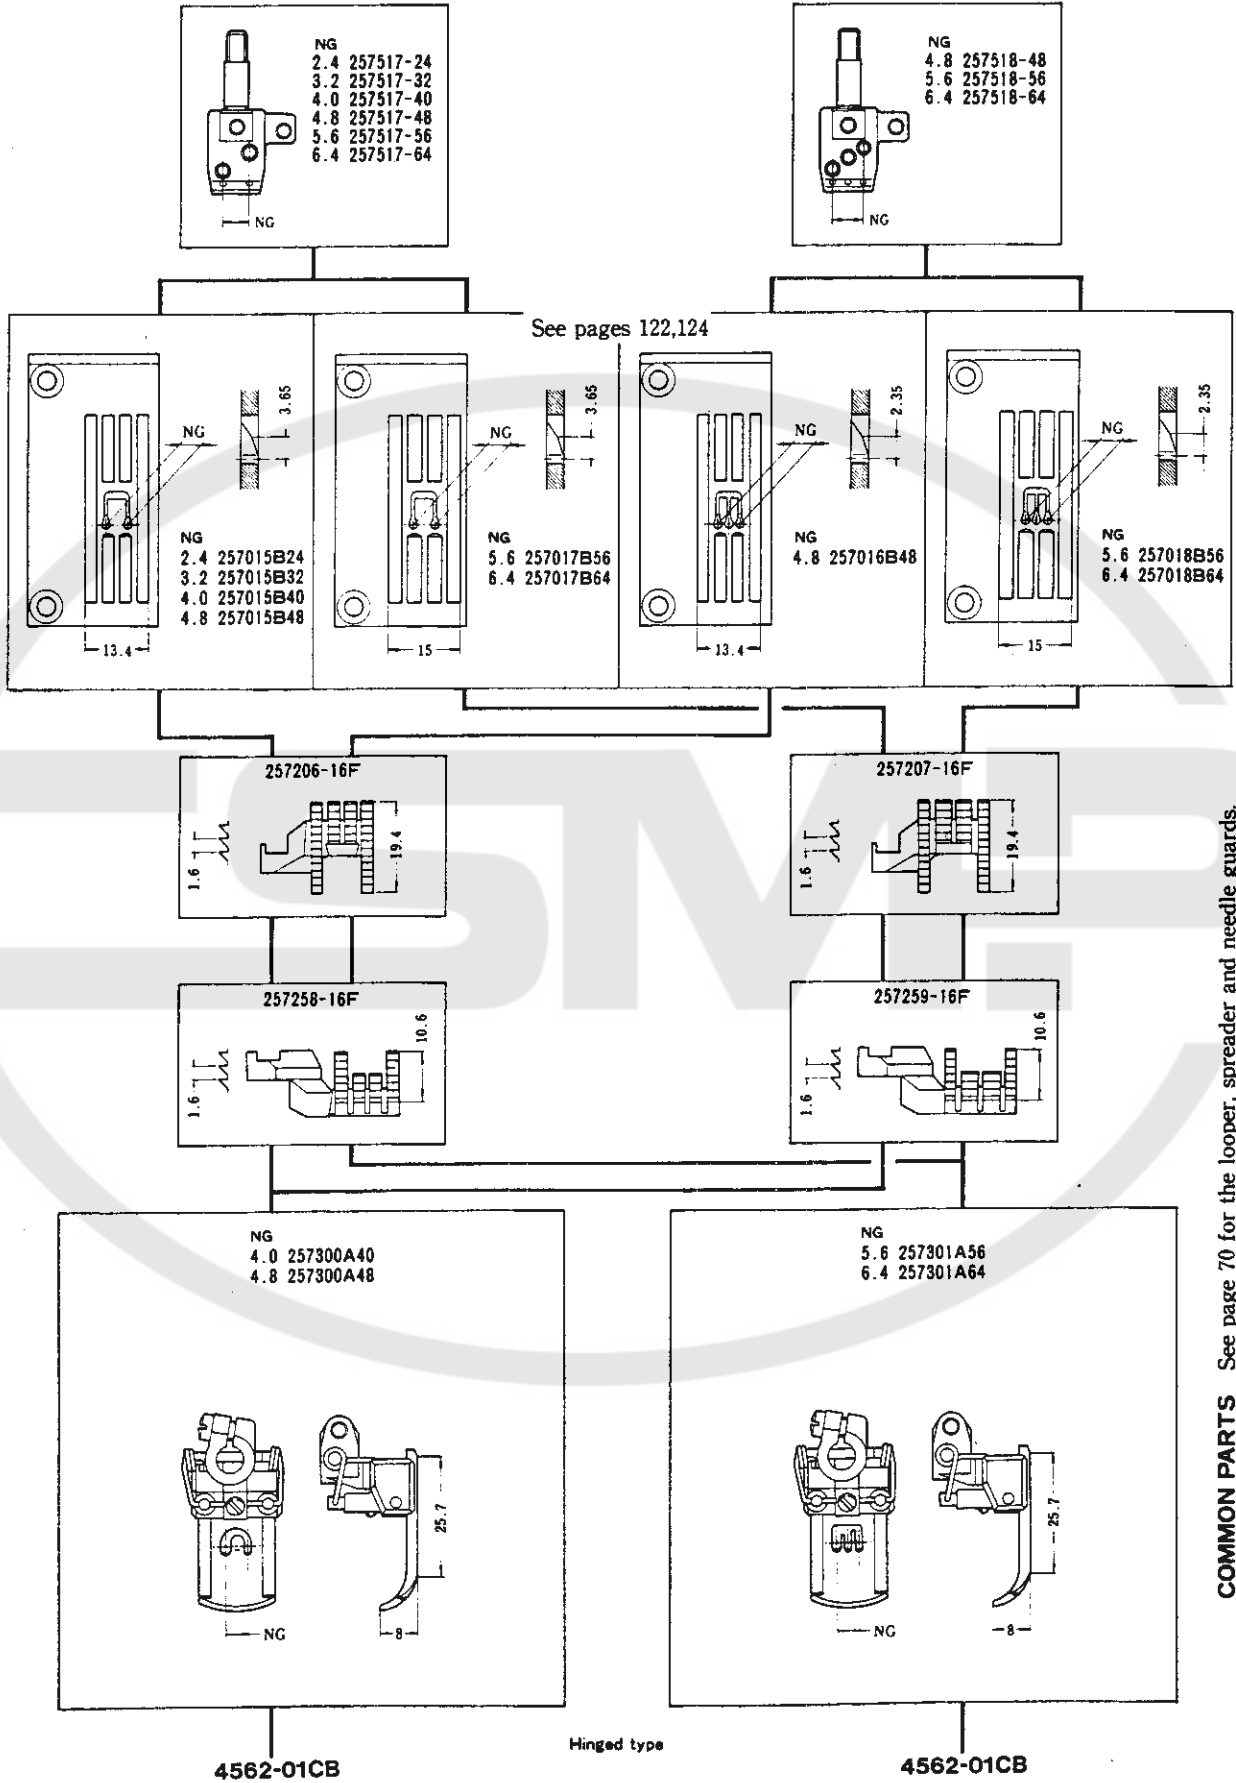 NG
2.4 257517-24
3.2 257517-32
4.0 257517-40
4.8 257517-48
5.6 257517-56
6.4 257517-64
NG
NG
4.8 257518-48
5.6 257518-56
6.4 257518-64
NG
See pages 122,124
3.65
NG
NG
2.4 257015B24
3.2 257015B32
4.0 257015B40
4.8 257015B48
13.4
3.65
NG
NG
5.6 257017B56
6.4 257017B64
15
2.35
NG
NG
4.8 257016B48
13.4
2.35
NG
NG
5.6 257018B56
6.4 257018B64
15
257206-16F
1.6
19.4
257207-16F
1.6
19.4
257258-16F
1.6
10.6
257259-16F
1.6
10.6
NG
4.0 257300A40
4.8 257300A48
25.7
NG
8
NG
5.6 257301A56
6.4 257301A64
25.7
NG
8
Hinged type
4562-01CB
4562-01CB
COMMON PARTS See page 70 for the looper, spreader and needle guards.
SMP